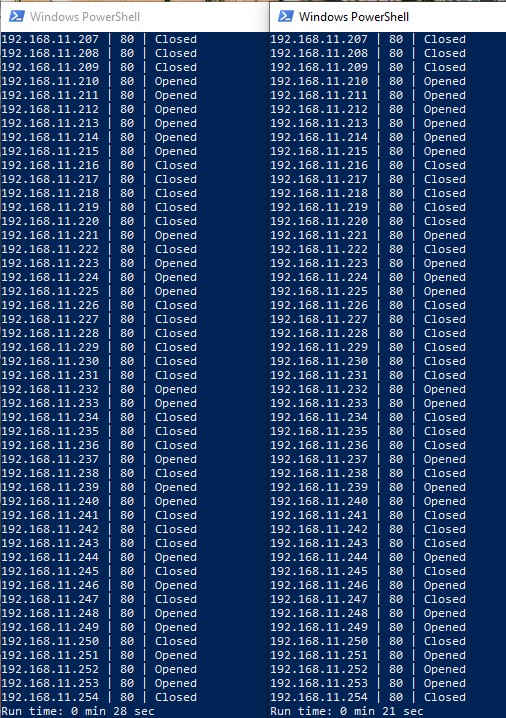 Windows PowerShell
192.168.11.207 | 80 | Closed
192.168.11.208 | 80 | Closed
192.168.11.209 | 80 | Closed
192.168.11.210 | 80 | Opened
192.168.11.211 | 80 | Opened
192.168.11.212 | 80 | Opened
192.168.11.213 | 80 | Opened
192.168.11.214 | 80 | Opened
192.168.11.215 | 80 | Opened
192.168.11.216 | 80 | Closed
192.168.11.217 | 80 | Closed
192.168.11.218 | 80 | Closed
192.168.11.219 | 80 | Closed
192.168.11.220 | 80 | Closed
192.168.11.221 | 80 | Opened
192.168.11.222 | 80 | Closed
192.168.11.223 | 80 | Opened
192.168.11.224 | 80 | Opened
192.168.11.225 | 80 | Opened
192.168.11.226 | 80 | Closed
192.168.11.227 | 80 | Closed
192.168.11.228 | 80 | Closed
192.168.11.229 | 80 | Closed
192.168.11.230 | 80 | Closed
192.168.11.231 | 80 | Closed
192.168.11.232 | 80 | Opened
192.168.11.233 | 80 | Opened
192.168.11.234 | 80 | Closed
192.168.11.235 | 80 | Closed
192.168.11.236 | 80 | Closed
192.168.11.237 | 80 | Opened
192.168.11.238 | 80 | Closed
192.168.11.239 | 80 | Opened
192.168.11.240 | 80 | Opened
192.168.11.241 | 80 | Closed
192.168.11.242 | 80 | Closed
192.168.11.243 | 80 | Closed
192.168.11.244 | 80 | Opened
192.168.11.245 | 80 | Closed
192.168.11.246 | 80 | Opened
192.168.11.247 | 80 | Closed
192.168.11.248 | 80 | Opened
192.168.11.249 | 80 | Opened
192.168.11.250 | 80 | Closed
192.168.11.251 | 80 | Opened
192.168.11.252 | 80 | Opened
192.168.11.253 | 80 | Opened
192.168.11.254 | 80 | Closed
Run time: 0 min 28 sec
Windows PowerShell
192.168.11.207 | 80 | Closed
192.168.11.208 | 80 | Closed
192.168.11.209 | 80 | Closed
192.168.11.210 | 80 | Opened
192.168.11.211 | 80 | Opened
192.168.11.212 | 80 | Opened
192.168.11.213 | 80 | Opened
192.168.11.214 | 80 | Opened
192.168.11.215 | 80 | Opened
192.168.11.216 | 80 | Closed
192.168.11.217 | 80 | Closed
192.168.11.218 | 80 | Closed
192.168.11.219 | 80 | Closed
192.168.11.220 | 80 | Closed
192.168.11.221 | 80 | Opened
192.168.11.222 | 80 | Closed
192.168.11.223 | 80 | Opened
192.168.11.224 | 80 | Opened
192.168.11.225 | 80 | Opened
192.168.11.226 | 80 | Closed
192.168.11.227 | 80 | Closed
192.168.11.228 | 80 | Closed
192.168.11.229 | 80 | Closed
192.168.11.230 | 80 | Closed
192.168.11.231 | 80 | Closed
192.168.11.232 | 80 | Opened
192.168.11.233 | 80 | Opened
192.168.11.234 | 80 | Closed
192.168.11.235 | 80 | Closed
192.168.11.236 | 80 | Closed
192.168.11.237 | 80 | Opened
192.168.11.238 | 80 | Closed
192.168.11.239 | 80 | Opened
192.168.11.240 | 80 | Opened
192.168.11.241 | 80 | Closed
192.168.11.242 | 80 | Closed
192.168.11.243 | 80 | Closed
192.168.11.244 | 80 | Opened
192.168.11.245 | 80 | Closed
192.168.11.246 | 80 | Opened
192.168.11.247 | 80 | Closed
192.168.11.248 | 80 | Opened
192.168.11.249 | 80 | Opened
192.168.11.250 | 80 | Closed
192.168.11.251 | 80 | Opened
192.168.11.252 | 80 | Opened
192.168.11.253 | 80 | Opened
192.168.11.254 | 80 | Closed
Run time: 0 min 21 sec